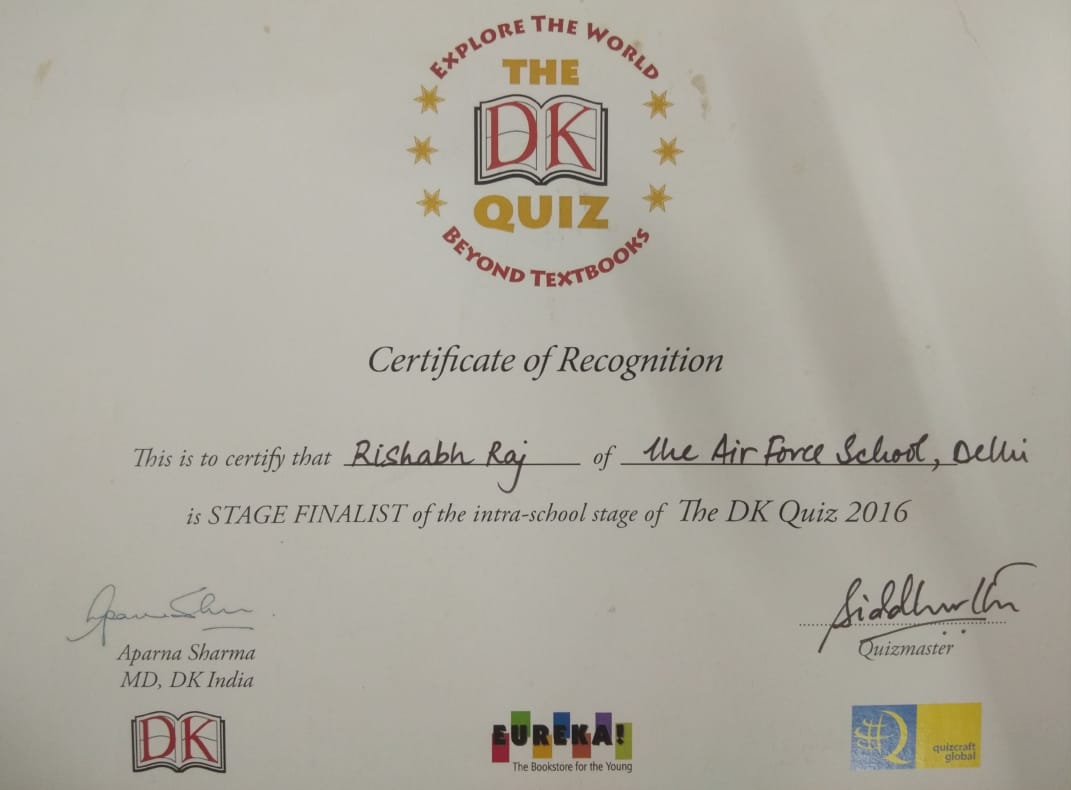 EXPLORE THE WORLD
THE
DK
QUIZ
BEYOND TEXTBOOKS
Certificate of Recognition
This is to certify that Rishabh Raj of The Air Force School, Delhi
is STAGE FINALIST of the intra-school stage of The DK Quiz 2016
Aparna Sharma
MD, DK India
Quizmaster
DK
EUREKA!
The Bookstore for the Young
quizcraft
global